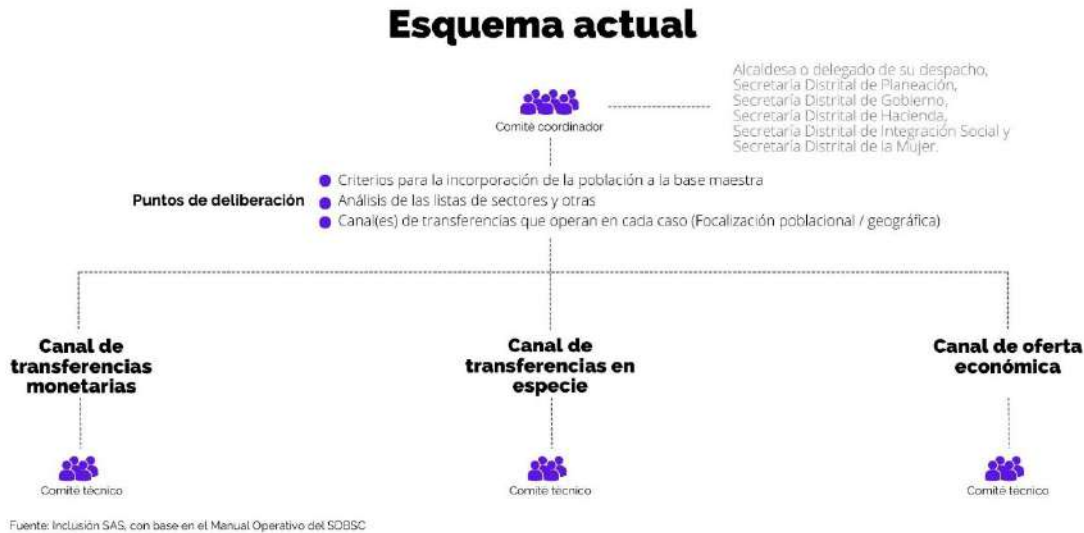 Esquema actual
Alcaldesa o delegado de su despacho,
Secretaría Distrital de Planeación,
Secretaría Distrital de Gobierno,
Secretaría Distrital de Hacienda,
Secretaría Distrital de Integración Social y
Secretaría Distrital de la Mujer.
Comité coordinador
Puntos de deliberación
Criterios para la incorporación de la población a la base maestra
Análisis de las listas de sectores y otras
Canal(es) de transferencias que operan en cada caso (Focalización poblacional / geográfica)
Canal de
transferencias
monetarias
Canal de
transferencias en
especie
Canal de oferta
económica
Comité técnico
Comité técnico
Comité técnico
Fuente: Inclusión SAS, con base en el Manual Operativo del SDBSC